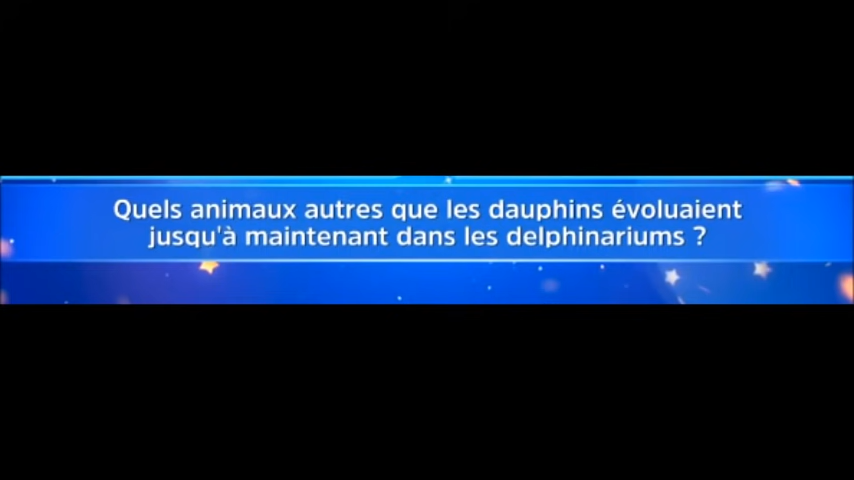 Quels animaux autres que les dauphins évoluaient
jusqu'à maintenant dans les delphinariums ?